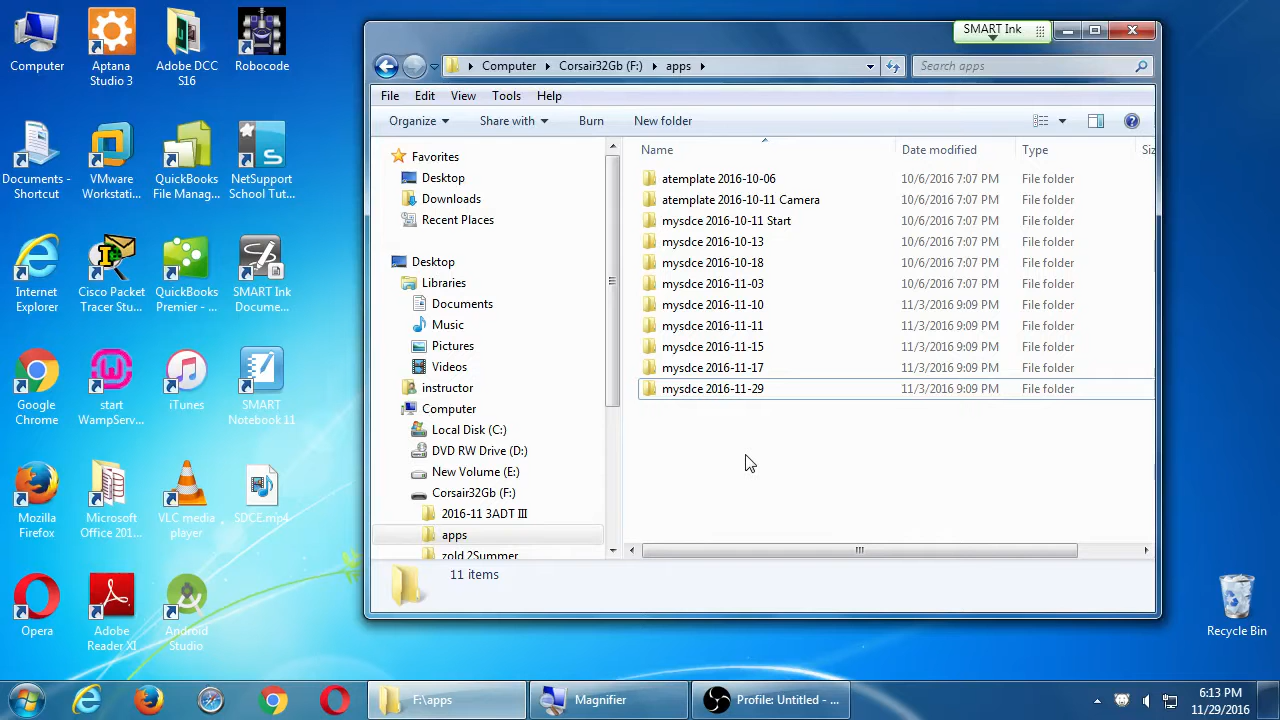 Computer
Aptana
Studio 3
Adobe DCC
S16
Robocode
Documents -
Shortcut
VMware
Workstati...
QuickBooks
File Manag...
NetSupport
School Tut...
Internet
Explorer
Cisco Packet
Tracer Stu...
QuickBooks
Premier - ...
SMART Ink
Docume...
Google
Chrome
start
WampServ...
iTunes
SMART
Notebook 11
Mozilla
Firefox
Microsoft
Office 201...
VLC media
player
SDCE.mp4
Opera
Adobe
Reader XI
Android
Studio
SMART Ink
Computer
Corsair32Gb (F:)
apps
Search apps
File Edit View Tools Help
Organize Share with Burn New folder
Favorites
Desktop
Downloads
Recent Places
Desktop
Libraries
Documents
Music
Pictures
Videos
instructor
Computer
Local Disk (C:)
DVD RW Drive (D:)
New Volume (E:)
Corsair32Gb (F:)
2016-11 3ADT III
apps
zold 2Summer
Name Date modified Type Siz
atemplate 2016-10-06 10/6/2016 7:07 PM File folder
atemplate 2016-10-11 Camera 10/6/2016 7:07 PM File folder
mysdce 2016-10-11 Start 10/6/2016 7:07 PM File folder
mysdce 2016-10-13 10/6/2016 7:07 PM File folder
mysdce 2016-10-18 10/6/2016 7:07 PM File folder
mysdce 2016-11-03 10/6/2016 7:07 PM File folder
mysdce 2016-11-10 11/3/2016 9:09 PM File folder
mysdce 2016-11-11 11/3/2016 9:09 PM File folder
mysdce 2016-11-15 11/3/2016 9:09 PM File folder
mysdce 2016-11-17 11/3/2016 9:09 PM File folder
mysdce 2016-11-29 11/3/2016 9:09 PM File folder
11 items
Recycle Bin
F:\apps
Magnifier
Profile: Untitled - ...
6:13 PM
11/29/2016